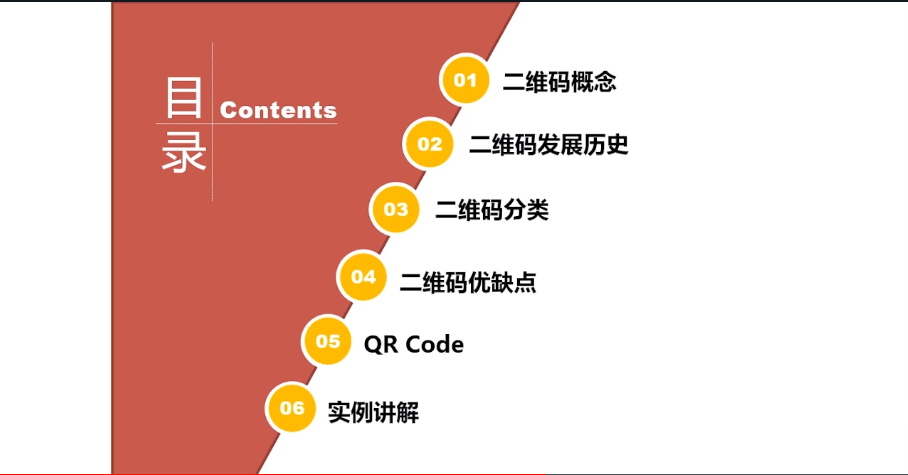 目录
Contents
01 二维码概念
02 二维码发展历史
03 二维码分类
04 二维码优缺点
05 QR Code
06 实例讲解